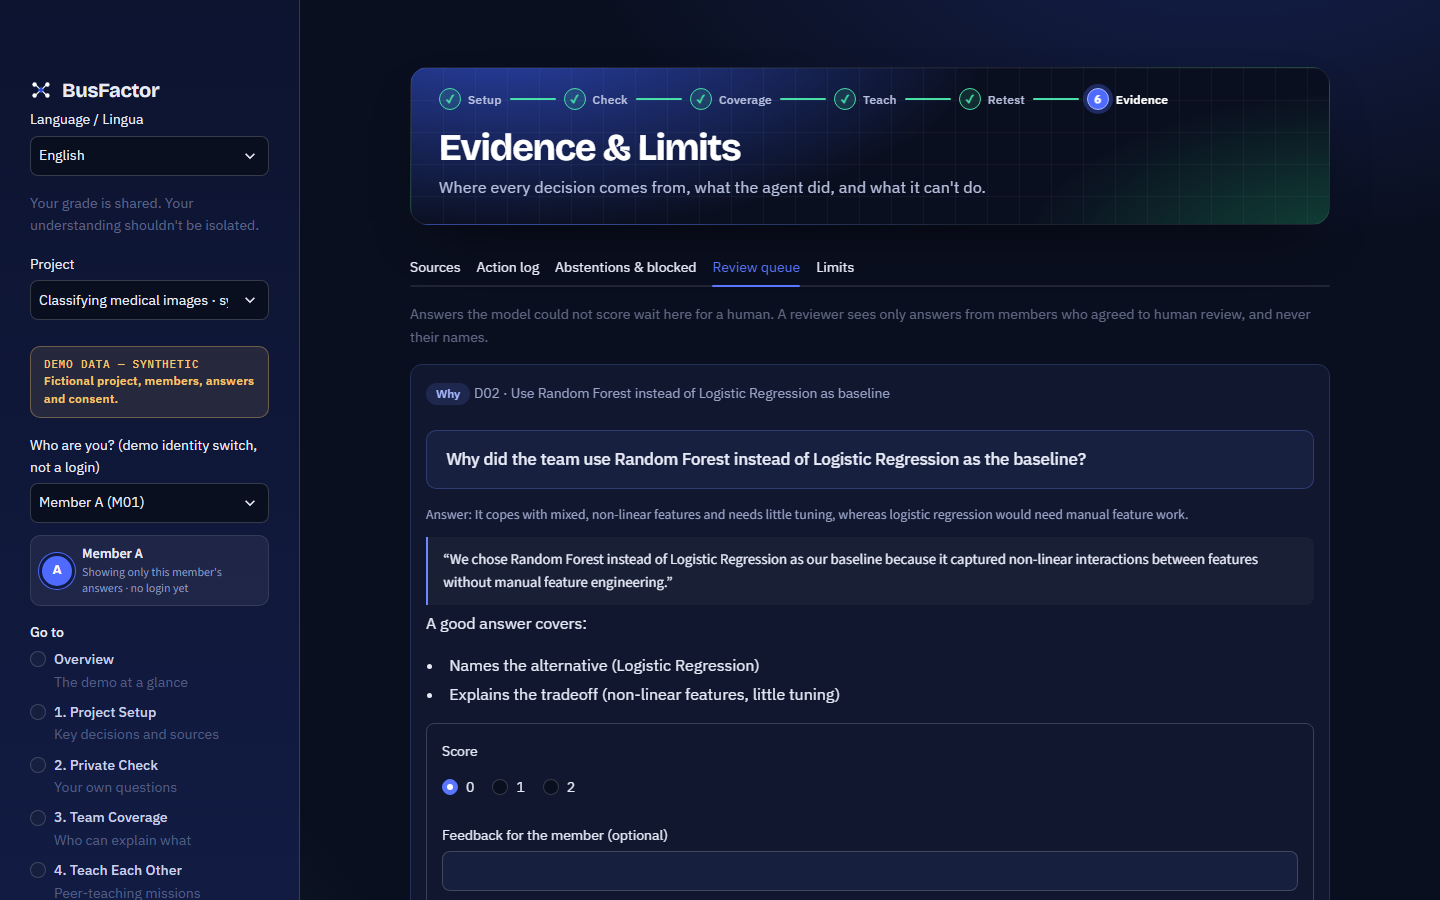 BusFactor
Language / Lingua
English
Your grade is shared. Your
understanding shouldn't be isolated.
Project
Classifying medical images · sy
DEMO DATA — SYNTHETIC
Fictional project, members, answers
and consent.
Who are you? (demo identity switch,
not a login)
Member A (M01)
A
Member A
Showing only this member's
answers · no login yet
Go to
Overview
The demo at a glance
1. Project Setup
Key decisions and sources
2. Private Check
Your own questions
3. Team Coverage
Who can explain what
4. Teach Each Other
Peer-teaching missions
✓ Setup ✓ Check ✓ Coverage ✓ Teach ✓ Retest 6 Evidence
Evidence & Limits
Where every decision comes from, what the agent did, and what it can't do.
Sources Action log Abstentions & blocked Review queue Limits
Answers the model could not score wait here for a human. A reviewer sees only answers from members who agreed to human review, and never
their names.
Why D02 · Use Random Forest instead of Logistic Regression as baseline
Why did the team use Random Forest instead of Logistic Regression as the baseline?
Answer: It copes with mixed, non-linear features and needs little tuning, whereas logistic regression would need manual feature work.
“We chose Random Forest instead of Logistic Regression as our baseline because it captured non-linear interactions between features
without manual feature engineering.”
A good answer covers:
• Names the alternative (Logistic Regression)
• Explains the tradeoff (non-linear features, little tuning)
Score
0 1 2
Feedback for the member (optional)